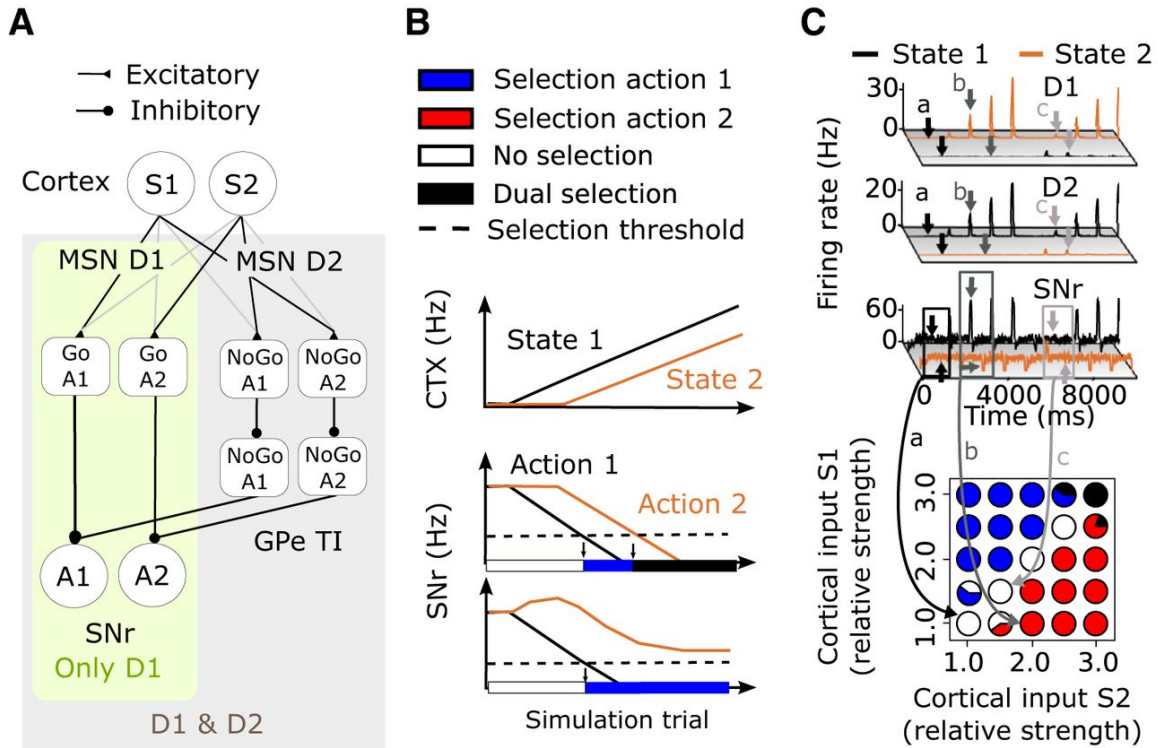 A
Excitatory
Inhibitory
Cortex
S1
S2
MSN D1
MSN D2
Go
A1
Go
A2
NoGo
A1
NoGo
A2
NoGo
A1
NoGo
A2
GPe TI
A1
A2
SNr
Only D1
D1 & D2
B
Selection action 1
Selection action 2
No selection
Dual selection
Selection threshold
CTX (Hz)
State 1
State 2
SNr (Hz)
Action 1
Action 2
Simulation trial
C
State 1
State 2
Firing rate (Hz)
30
0
a
b
c
D1
20
0
a
b
c
D2
60
0
SNr
0
4000
8000
Time (ms)
a
b
c
Cortical input S1
(relative strength)
3.0
2.0
1.0
1.0
2.0
3.0
Cortical input S2
(relative strength)